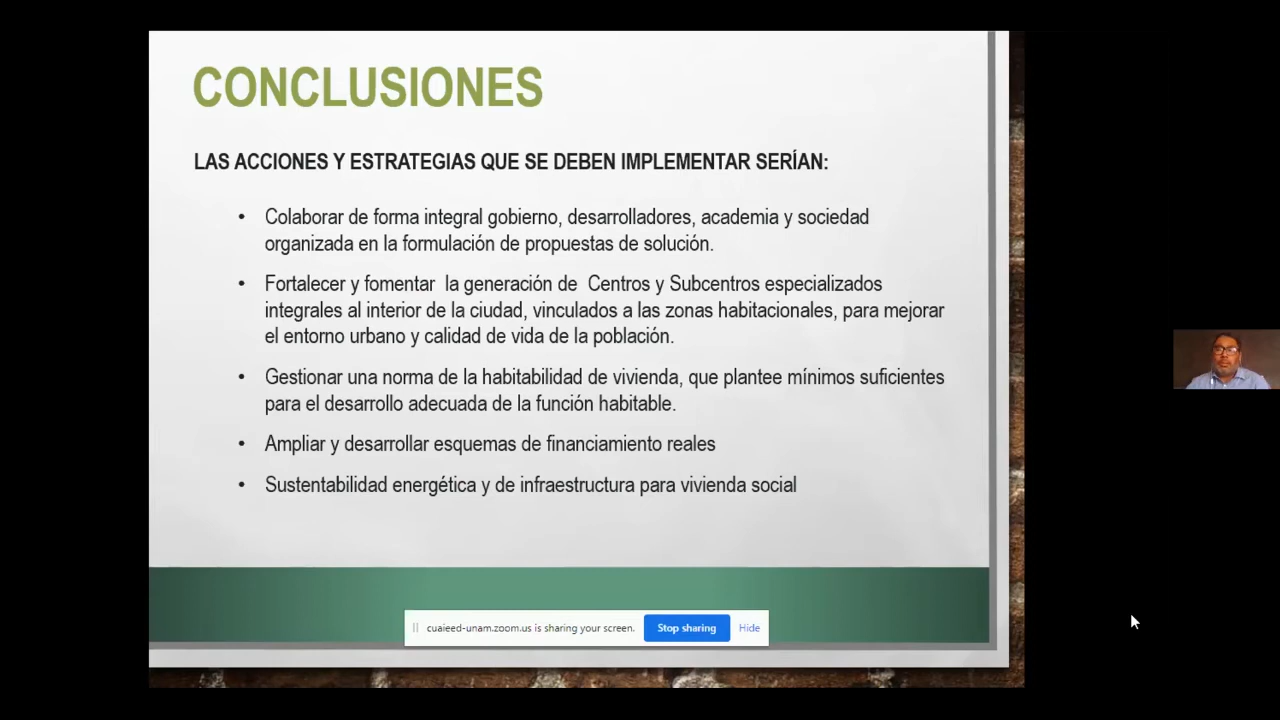 CONCLUSIONES
LAS ACCIONES Y ESTRATEGIAS QUE SE DEBEN IMPLEMENTAR SERÍAN:
• Colaborar de forma integral gobierno, desarrolladores, academia y sociedad
organizada en la formulación de propuestas de solución.
• Fortalecer y fomentar la generación de Centros y Subcentros especializados
integrales al interior de la ciudad, vinculados a las zonas habitacionales, para mejorar
el entorno urbano y calidad de vida de la población.
• Gestionar una norma de la habitabilidad de vivienda, que plantee mínimos suficientes
para el desarrollo adecuada de la función habitable.
• Ampliar y desarrollar esquemas de financiamiento reales
• Sustentabilidad energética y de infraestructura para vivienda social
cuaieed-unam.zoom.us is sharing your screen. Stop sharing Hide